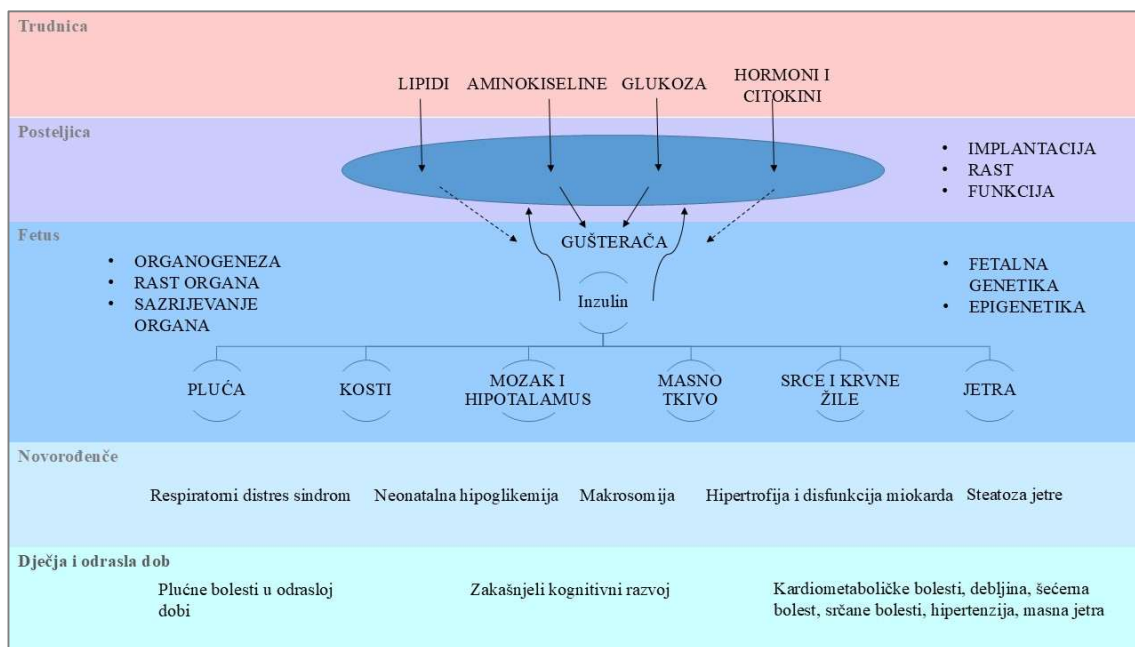 Trudnica
LIPIDI
AMINOKISELINE
GLUKOZA
HORMONI I
CITOKINI
Posteljica
• IMPLANTACIJA
• RAST
• FUNKCIJA
Fetus
GUŠTERAČA
• ORGANOGENEZA
• RAST ORGANA
• SAZRIJEVANJE
ORGANA
Inzulin
• FETALNA
GENETIKA
• EPIGENETIKA
PLUĆA
KOSTI
MOZAK I
HIPOTALAMUS
MASNO
TKIVO
SRCE I KRVNE
ŽILE
JETRA
Novorođenče
Respiratorni distres sindrom
Neonatalna hipoglikemija
Makrosomija
Hipertrofija i disfunkcija miokarda
Steatoza jetre
Dječja i odrasla dob
Plućne bolesti u odrasloj
dobi
Zakašnjeli kognitivni razvoj
Kardiometaboličke bolesti, debljina, šećerna
bolest, srčane bolesti, hipertenzija, masna jetra